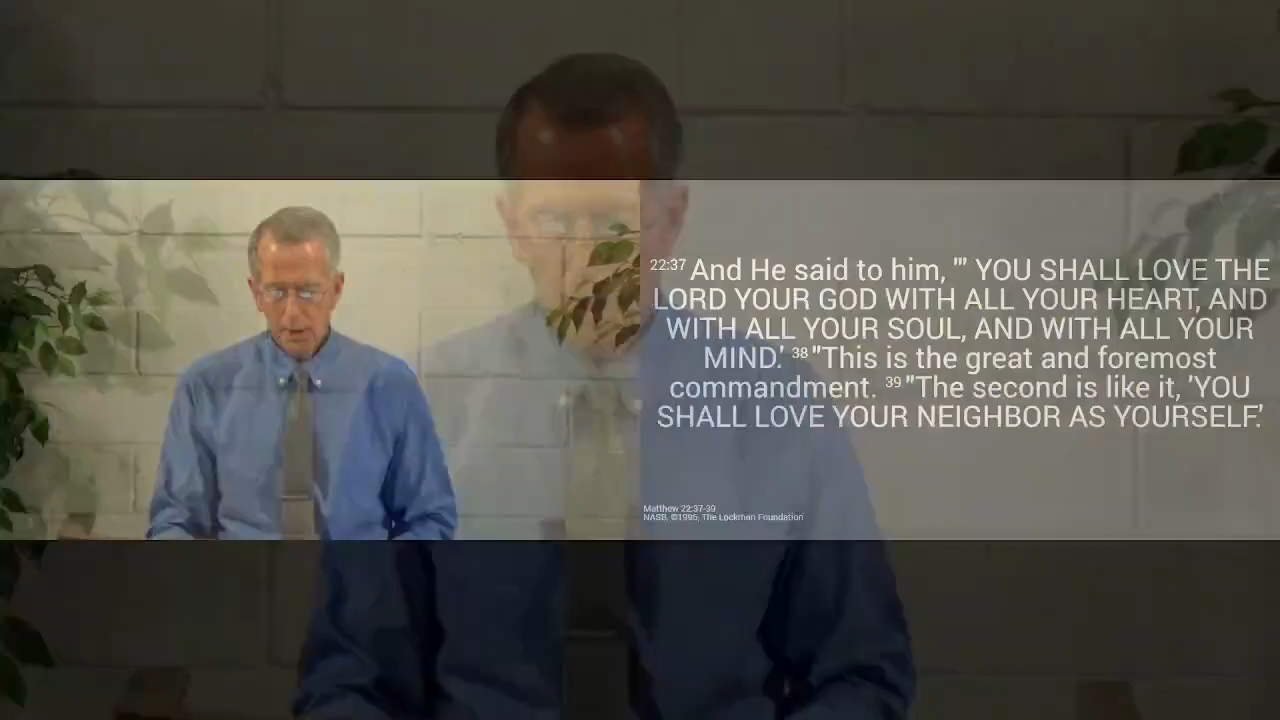 22:37 And He said to him, "' YOU SHALL LOVE THE
LORD YOUR GOD WITH ALL YOUR HEART, AND
WITH ALL YOUR SOUL, AND WITH ALL YOUR
MIND.' 38 "This is the great and foremost
commandment. 39 "The second is like it, 'YOU
SHALL LOVE YOUR NEIGHBOR AS YOURSELF.'
Matthew 22:37-39
NASB, ©1995, The Lockman Foundation